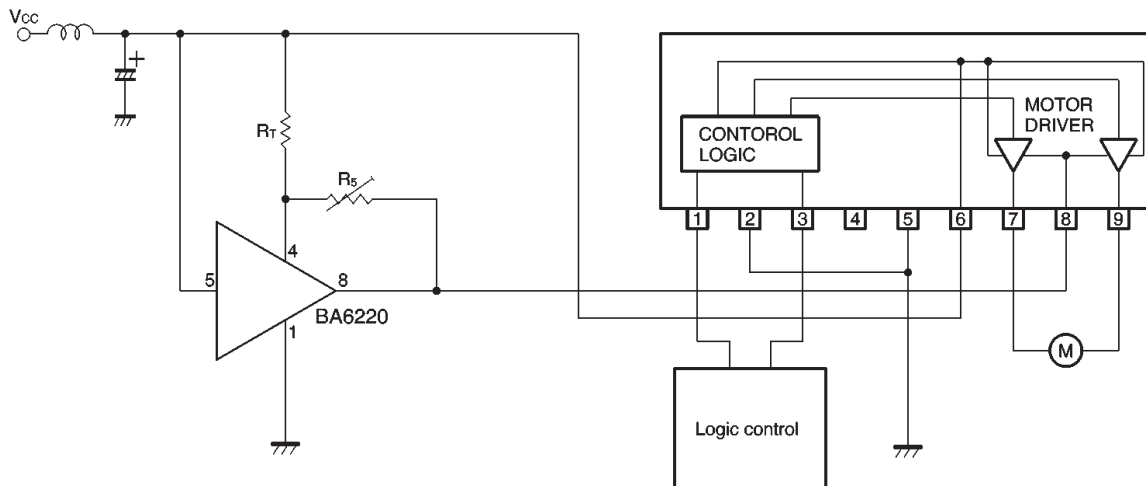 Vcc
+
RT
R5
4
5
8
1
BA6220
CONTOROL
LOGIC
MOTOR
DRIVER
1
2
3
4
5
6
7
8
9
M
Logic control